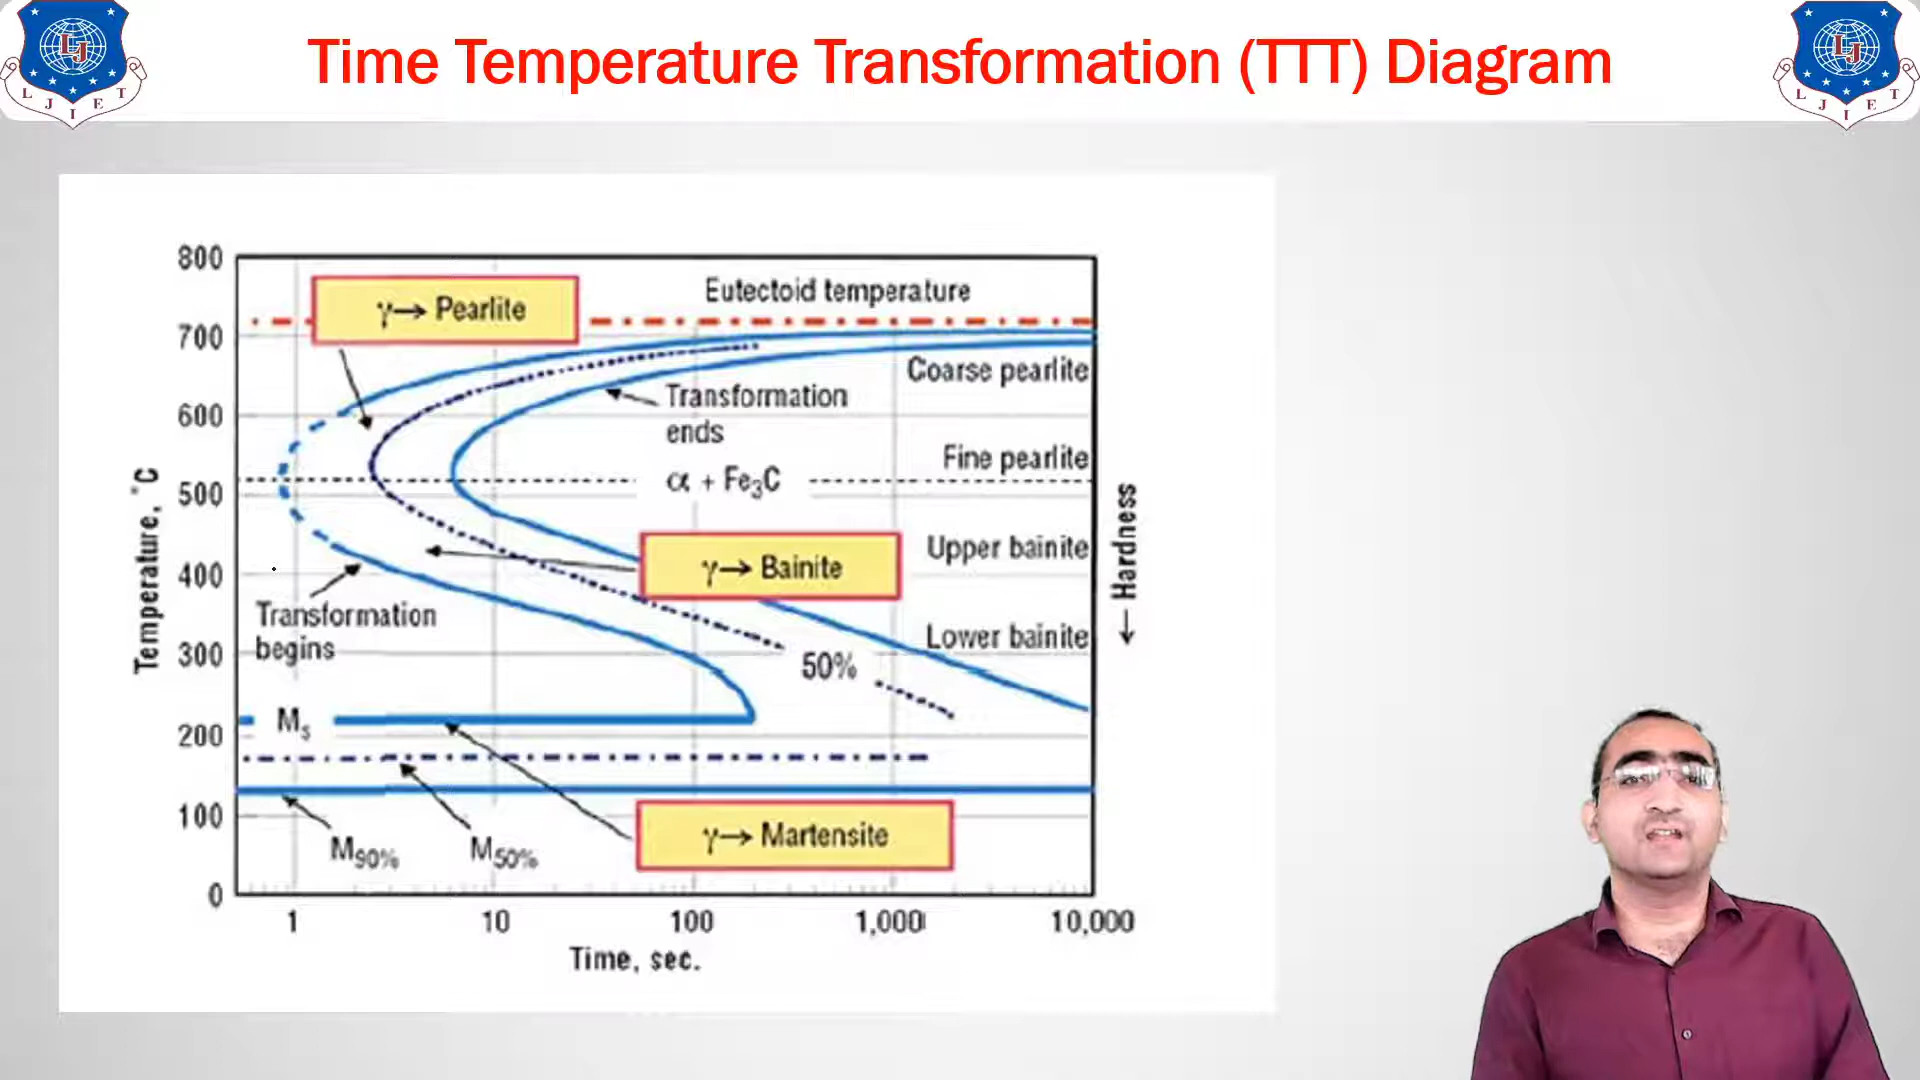 Time Temperature Transformation (TTT) Diagram
LJ
L J I E T
LJ
L J I E T
800
700
600
500
400
300
200
100
0
Temperature, °C
γ→ Pearlite
Eutectoid temperature
Coarse pearlite
Transformation
ends
Fine pearlite
α + Fe₃C
Upper bainite
γ→ Bainite
Transformation
begins
Lower bainite
50%
Mₛ
γ→ Martensite
M90%
M50%
← Hardness
1
10
100
1,000
10,000
Time, sec.